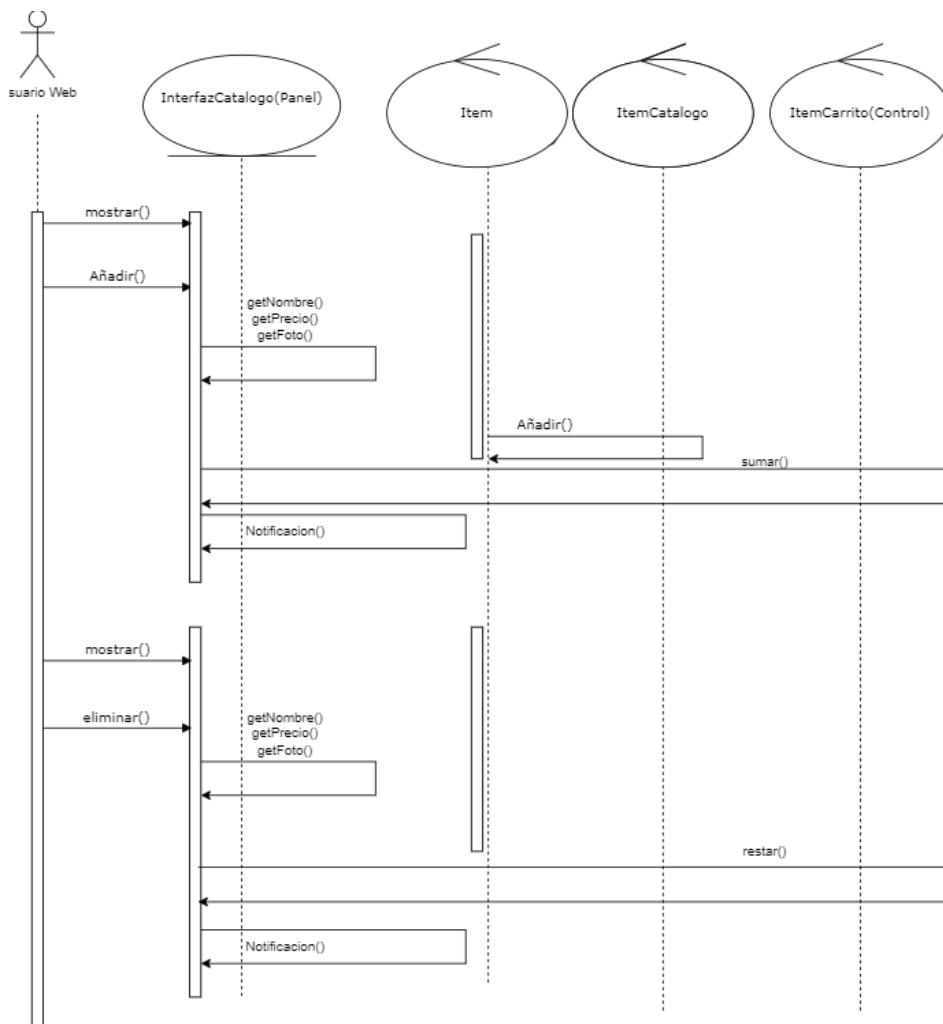 suario Web
InterfazCatalogo(Panel)
Item
ItemCatalogo
ItemCarrito(Control)
mostrar()
Añadir()
getNombre()
getPrecio()
getFoto()
Añadir()
sumar()
Notificacion()
mostrar()
eliminar()
getNombre()
getPrecio()
getFoto()
restar()
Notificacion()